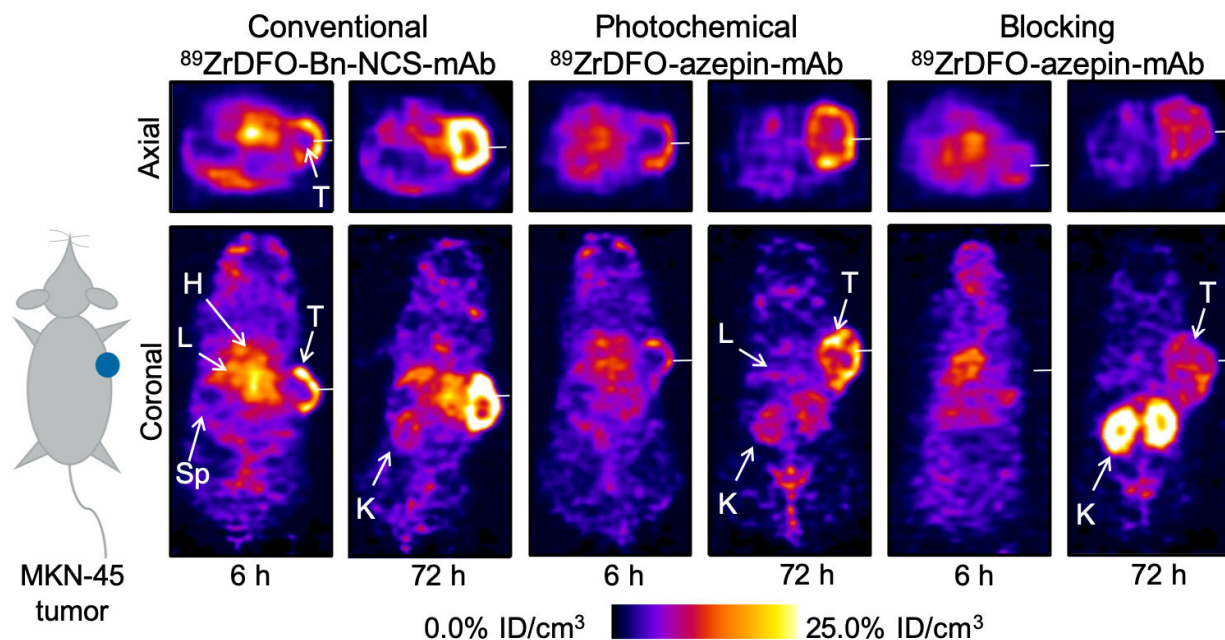 Conventional
⁸⁹ZrDFO-Bn-NCS-mAb
Photochemical
⁸⁹ZrDFO-azepin-mAb
Blocking
⁸⁹ZrDFO-azepin-mAb
Axial
T
Coronal
H
L
T
Sp
K
L
T
K
T
K
MKN-45
tumor
6 h
72 h
6 h
72 h
6 h
72 h
0.0% ID/cm³
25.0% ID/cm³